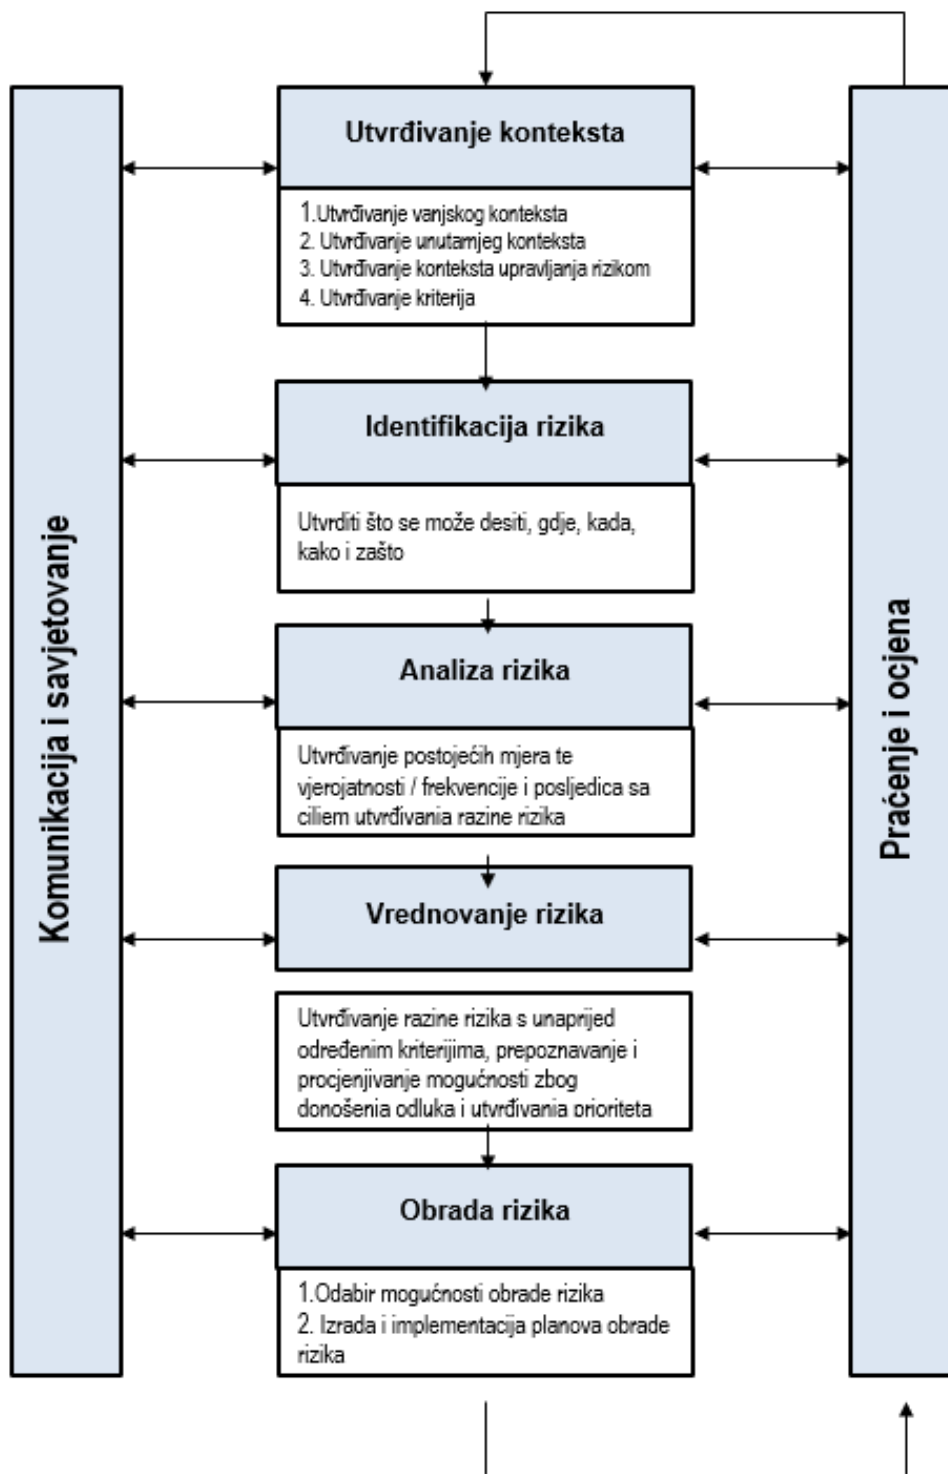 Komunikacija i savjetovanje
Utvrđivanje konteksta
1.Utvrđivanje vanjskog konteksta
2. Utvrđivanje unutarnjeg konteksta
3. Utvrđivanje konteksta upravljanja rizikom
4. Utvrđivanje kriterija
Identifikacija rizika
Utvrditi što se može desiti, gdje, kada,
kako i zašto
Analiza rizika
Utvrđivanje postojećih mjera te
vjerojatnosti / frekvencije i posljedica sa
ciljem utvrđivania razine rizika
Vrednovanje rizika
Utvrđivanje razine rizika s unaprijed
određenim kriterijima, prepoznavanje i
procjenjivanje mogućnosti zbog
donošenja odluka i utvrđivanja prioriteta
Obrada rizika
1.Odabir mogućnosti obrade rizika
2. Izrada i implementacija planova obrade
rizika
Praćenje i ocjena